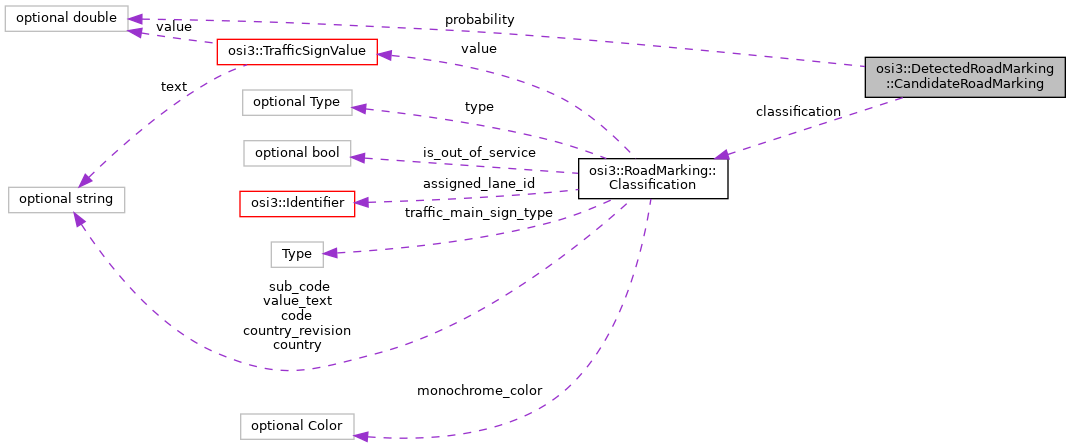 optional double
probability
value
osi3::TrafficSignValue
value
osi3::DetectedRoadMarking
::CandidateRoadMarking
text
optional Type
type
classification
optional bool
is_out_of_service
osi3::RoadMarking::
Classification
assigned_lane_id
optional string
osi3::Identifier
traffic_main_sign_type
Type
sub_code
value_text
code
country_revision
country
monochrome_color
optional Color